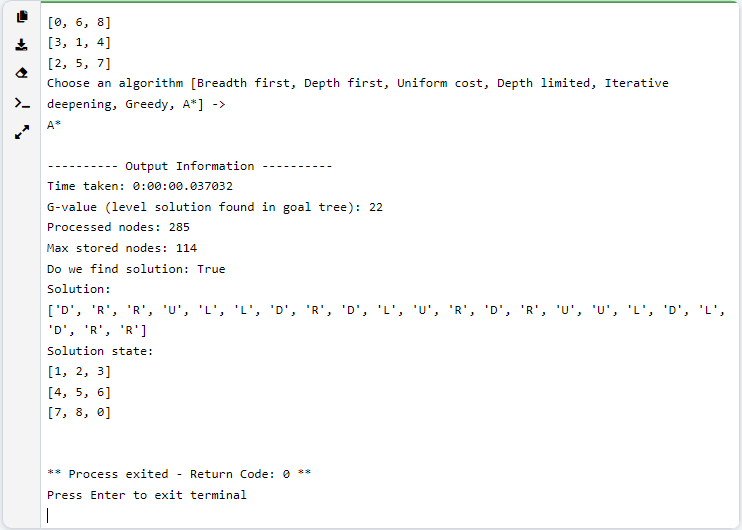 [0, 6, 8]
[3, 1, 4]
[2, 5, 7]
Choose an algorithm [Breadth first, Depth first, Uniform cost, Depth limited, Iterative
deepening, Greedy, A*] ->
A*
---------- Output Information ----------
Time taken: 0:00:00.037032
G-value (level solution found in goal tree): 22
Processed nodes: 285
Max stored nodes: 114
Do we find solution: True
Solution:
['D', 'R', 'R', 'U', 'L', 'L', 'D', 'R', 'D', 'L', 'U', 'R', 'D', 'R', 'U', 'U', 'L', 'D', 'L',
'D', 'R', 'R']
Solution state:
[1, 2, 3]
[4, 5, 6]
[7, 8, 0]
** Process exited - Return Code: 0 **
Press Enter to exit terminal